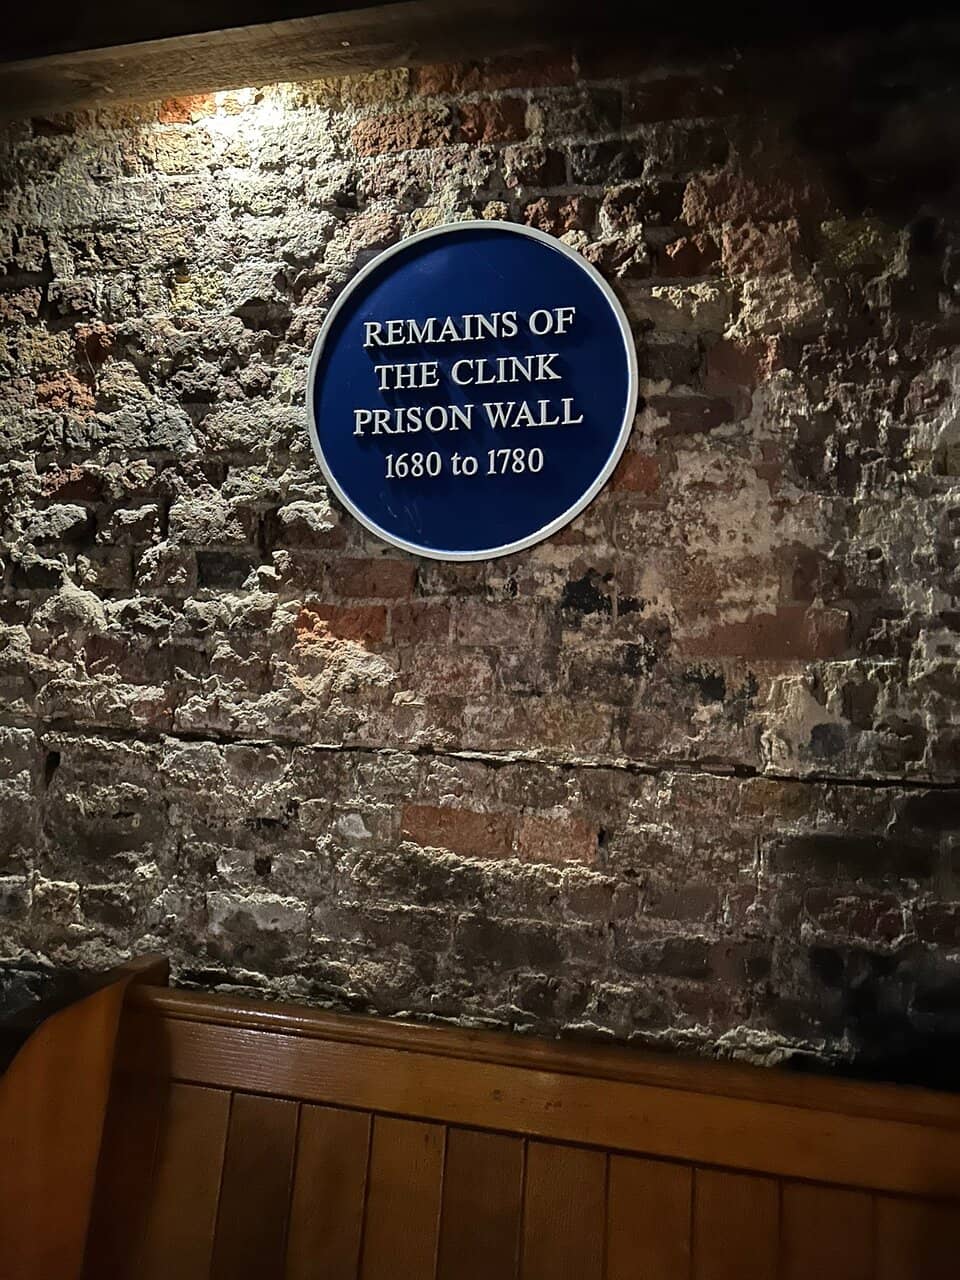 REMAINS OF
THE CLINK
PRISON WALL
1680 to 1780